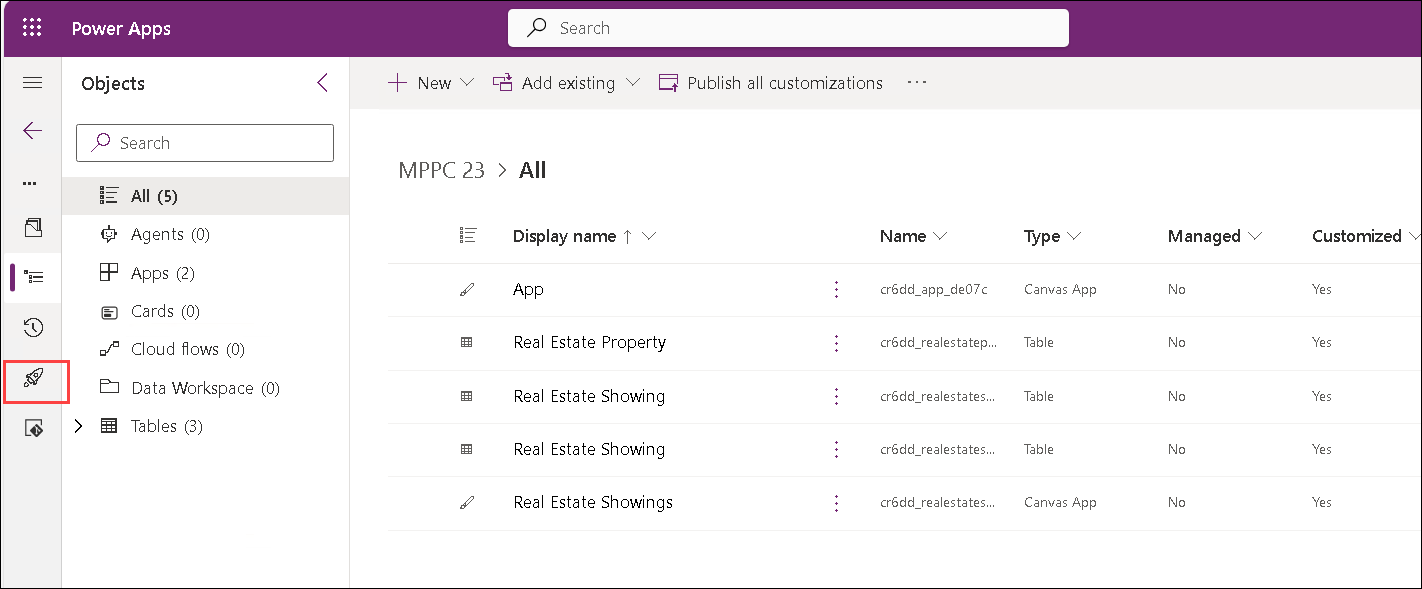 Power Apps
Search
Objects
New
Add existing
Publish all customizations
Search
MPPC 23 > All
All (5)
Agents (0)
Apps (2)
Cards (0)
Cloud flows (0)
Data Workspace (0)
Tables (3)
Display name ↑ Name Type Managed Customized
App cr6dd_app_de07c Canvas App No Yes
Real Estate Property cr6dd_realestatep... Table No Yes
Real Estate Showing cr6dd_realestates... Table No Yes
Real Estate Showing cr6dd_realestates... Table No Yes
Real Estate Showings cr6dd_realestates... Canvas App No Yes